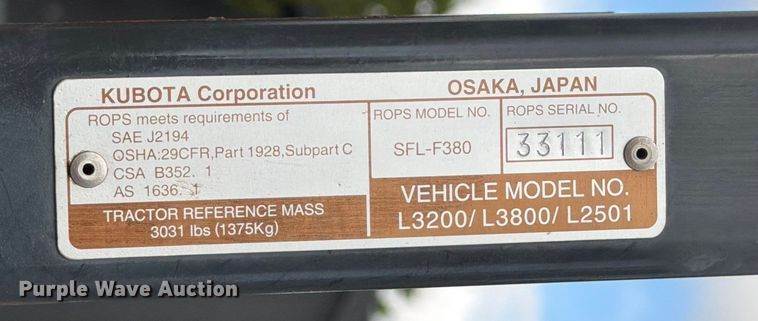 KUBOTA Corporation
OSAKA, JAPAN
ROPS meets requirements of
SAE J2194
OSHA:29CFR,Part 1928,Subpart C
CSA B352. 1
AS 1636. 1
TRACTOR REFERENCE MASS
3031 lbs (1375Kg)
ROPS MODEL NO.
SFL-F380
ROPS SERIAL NO.
33111
VEHICLE MODEL NO.
L3200/ L3800/ L2501
Purple Wave Auction